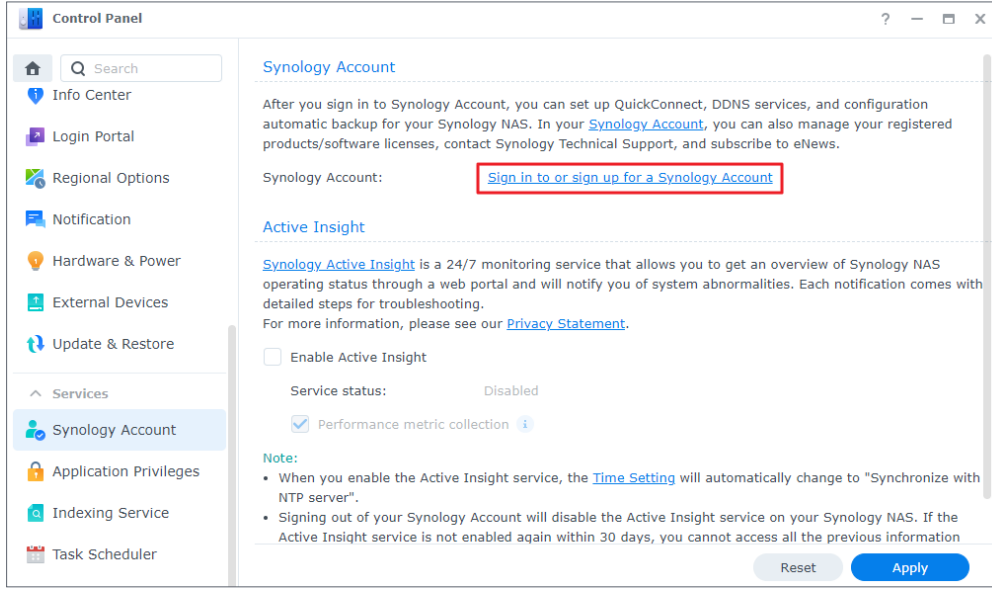 Control Panel
?
Search
Info Center
Login Portal
Regional Options
Notification
Hardware & Power
External Devices
Update & Restore
Services
Synology Account
Application Privileges
Indexing Service
Task Scheduler
Synology Account
After you sign in to Synology Account, you can set up QuickConnect, DDNS services, and configuration
automatic backup for your Synology NAS. In your Synology Account, you can also manage your registered
products/software licenses, contact Synology Technical Support, and subscribe to eNews.
Synology Account: Sign in to or sign up for a Synology Account
Active Insight
Synology Active Insight is a 24/7 monitoring service that allows you to get an overview of Synology NAS
operating status through a web portal and will notify you of system abnormalities. Each notification comes with
detailed steps for troubleshooting.
For more information, please see our Privacy Statement.
Enable Active Insight
Service status: Disabled
Performance metric collection i
Note:
• When you enable the Active Insight service, the Time Setting will automatically change to "Synchronize with
NTP server".
• Signing out of your Synology Account will disable the Active Insight service on your Synology NAS. If the
Active Insight service is not enabled again within 30 days, you cannot access all the previous information
Reset Apply